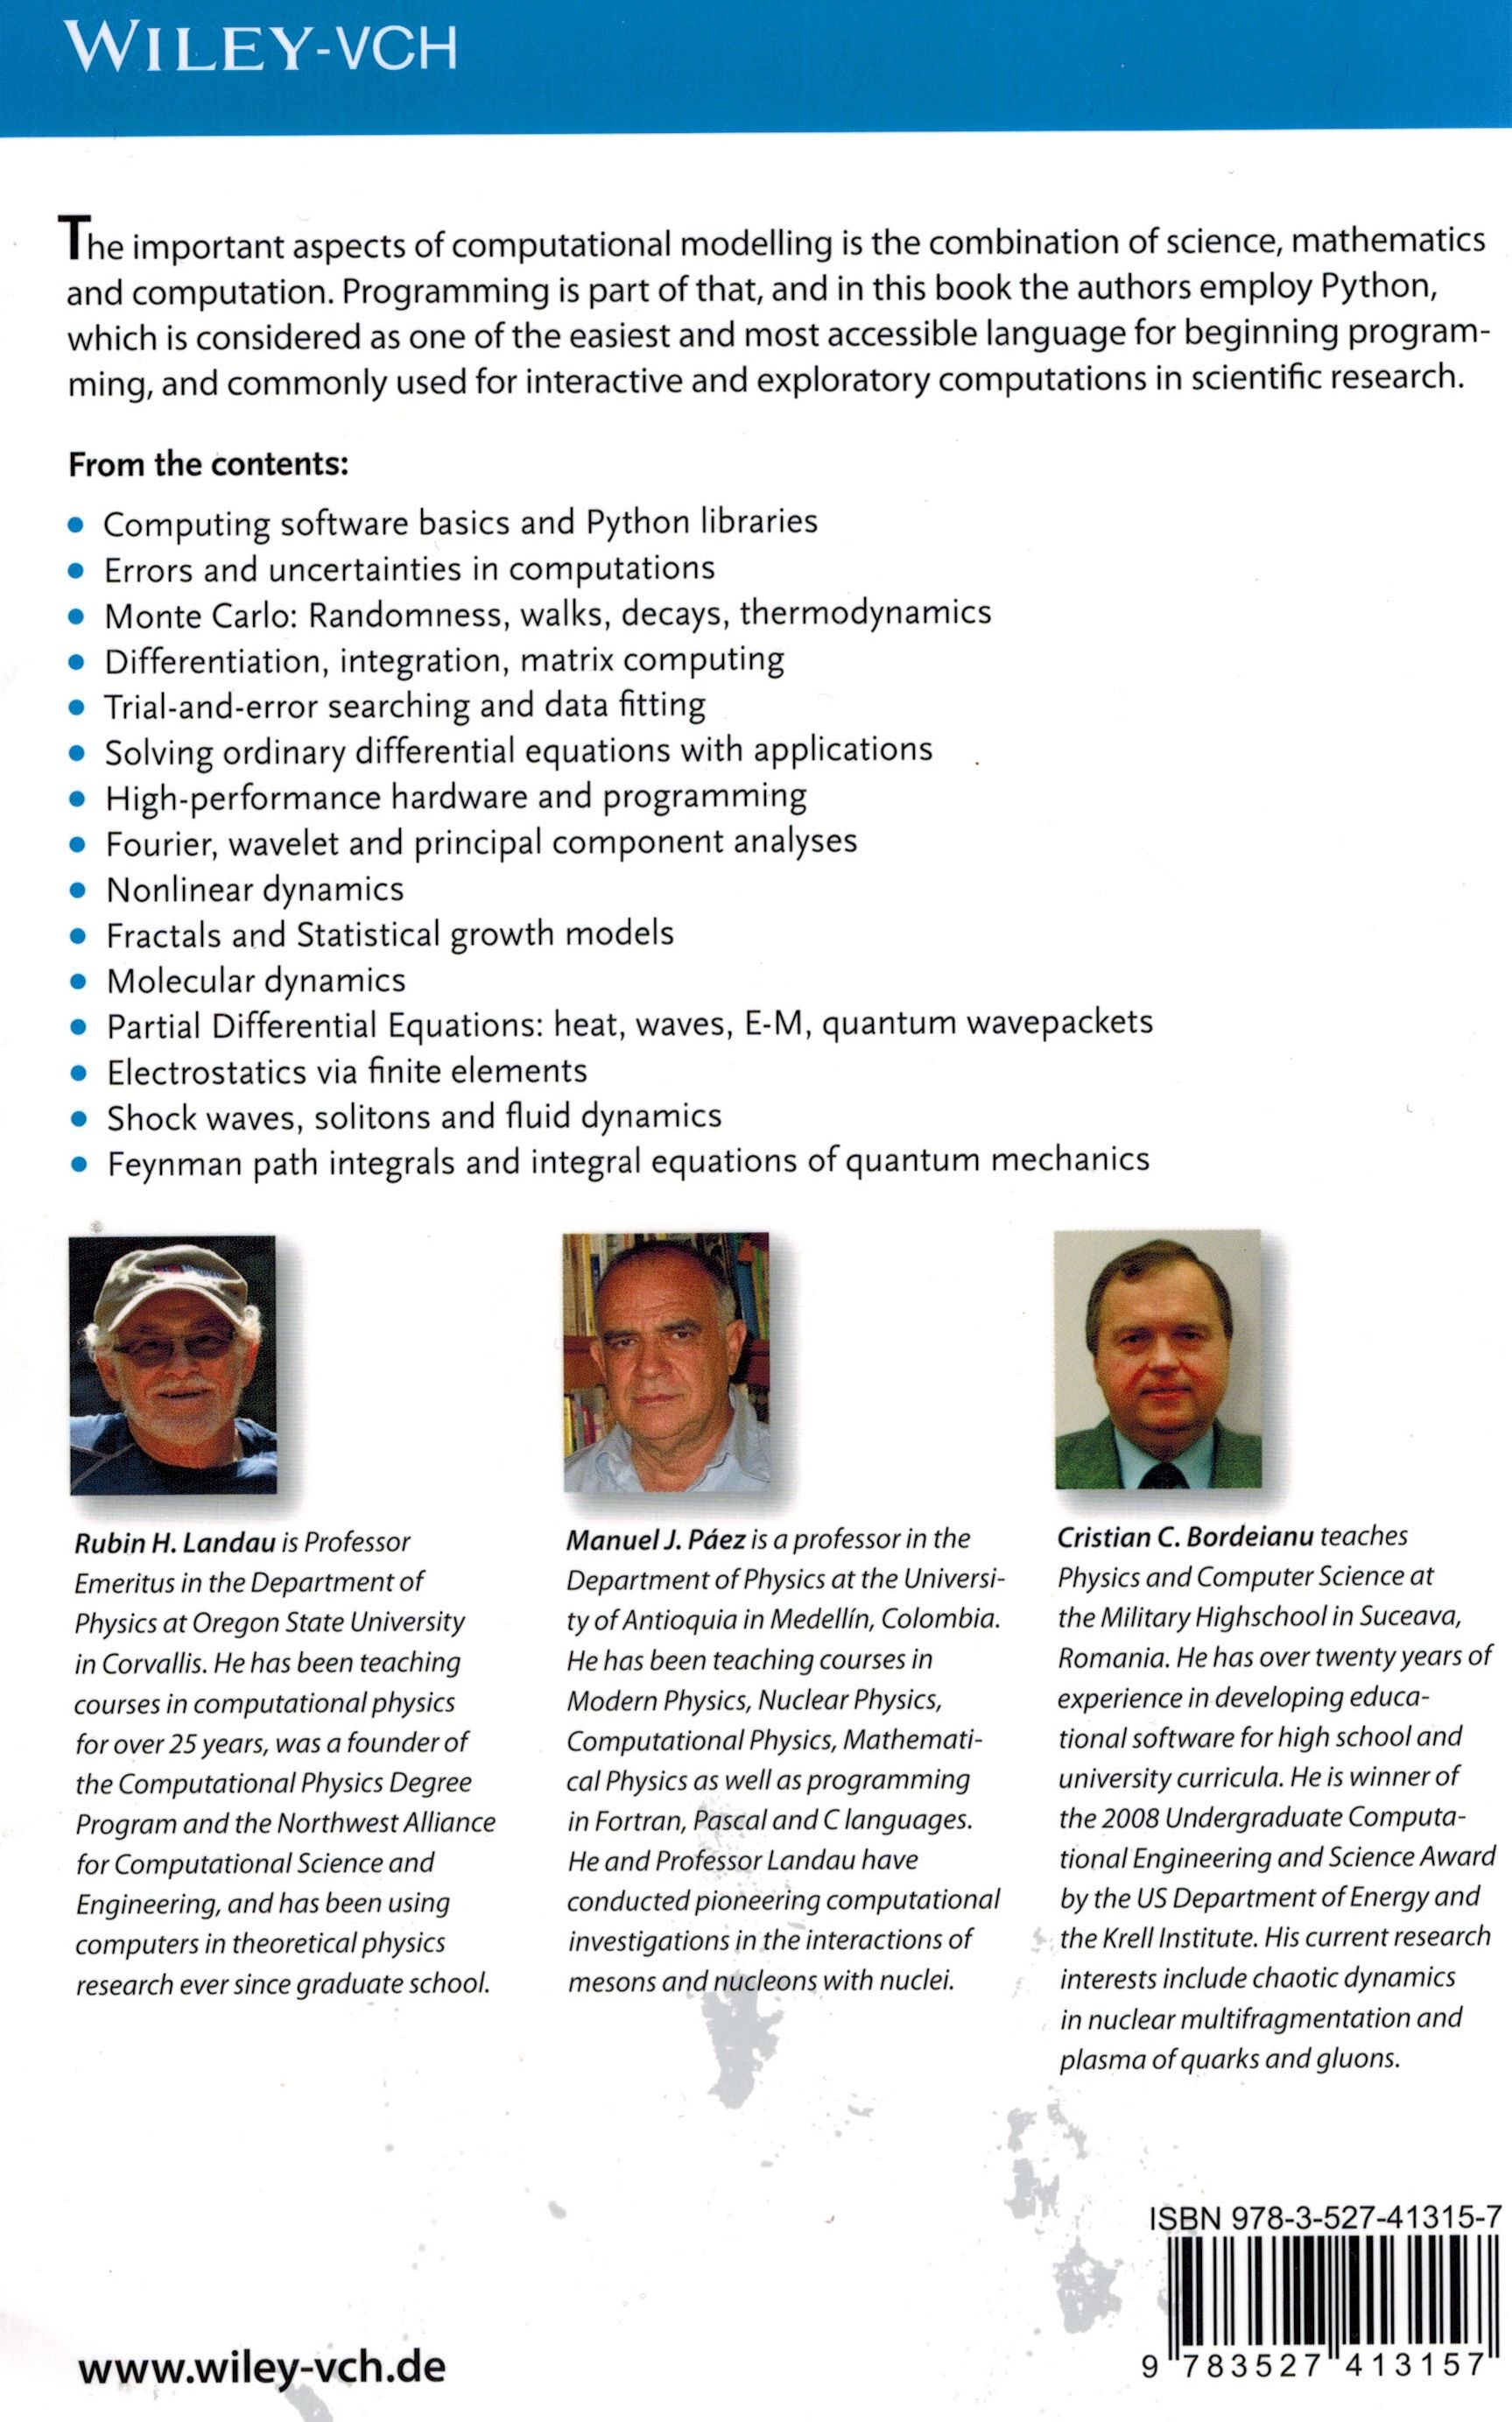 WILEY-VCH
The important aspects of computational modelling is the combination of science, mathematics
and computation. Programming is part of that, and in this book the authors employ Python,
which is considered as one of the easiest and most accessible language for beginning program-
ming, and commonly used for interactive and exploratory computations in scientific research.
From the contents:
• Computing software basics and Python libraries
• Errors and uncertainties in computations
• Monte Carlo: Randomness, walks, decays, thermodynamics
• Differentiation, integration, matrix computing
• Trial-and-error searching and data fitting
• Solving ordinary differential equations with applications
• High-performance hardware and programming
• Fourier, wavelet and principal component analyses
• Nonlinear dynamics
• Fractals and Statistical growth models
• Molecular dynamics
• Partial Differential Equations: heat, waves, E-M, quantum wavepackets
• Electrostatics via finite elements
• Shock waves, solitons and fluid dynamics
• Feynman path integrals and integral equations of quantum mechanics
Rubin H. Landau is Professor
Emeritus in the Department of
Physics at Oregon State University
in Corvallis. He has been teaching
courses in computational physics
for over 25 years, was a founder of
the Computational Physics Degree
Program and the Northwest Alliance
for Computational Science and
Engineering, and has been using
computers in theoretical physics
research ever since graduate school.
Manuel J. Páez is a professor in the
Department of Physics at the Universi-
ty of Antioquia in Medellín, Colombia.
He has been teaching courses in
Modern Physics, Nuclear Physics,
Computational Physics, Mathemati-
cal Physics as well as programming
in Fortran, Pascal and C languages.
He and Professor Landau have
conducted pioneering computational
investigations in the interactions of
mesons and nucleons with nuclei.
Cristian C. Bordeianu teaches
Physics and Computer Science at
the Military Highschool in Suceava,
Romania. He has over twenty years of
experience in developing educa-
tional software for high school and
university curricula. He is winner of
the 2008 Undergraduate Computa-
tional Engineering and Science Award
by the US Department of Energy and
the Krell Institute. His current research
interests include chaotic dynamics
in nuclear multifragmentation and
plasma of quarks and gluons.
ISBN 978-3-527-41315-7
9 783527 413157
www.wiley-vch.de